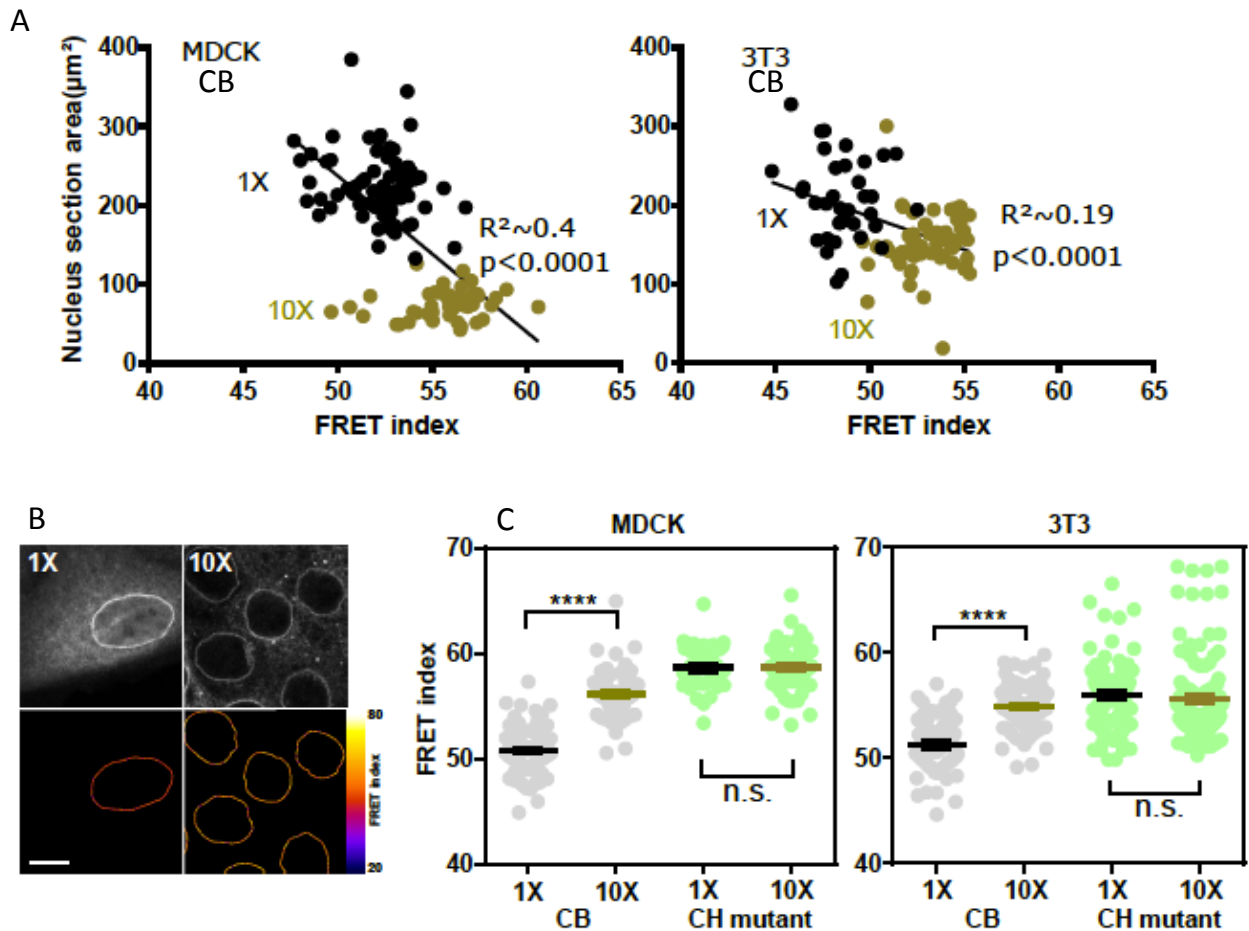 A
Nucleus section area(µm²)
400
300
200
100
0
MDCK
CB
1X
10X
R²~0.4
p<0.0001
40
45
50
55
60
65
FRET index
400
300
200
100
0
3T3
CB
1X
10X
R²~0.19
p<0.0001
40
45
50
55
60
65
FRET index
B
1X
10X
80
FRET index
20
C
MDCK
FRET index
70
60
50
40
****
n.s.
1X
10X
1X
10X
CB
CH mutant
3T3
70
60
50
40
****
n.s.
1X
10X
1X
10X
CB
CH mutant